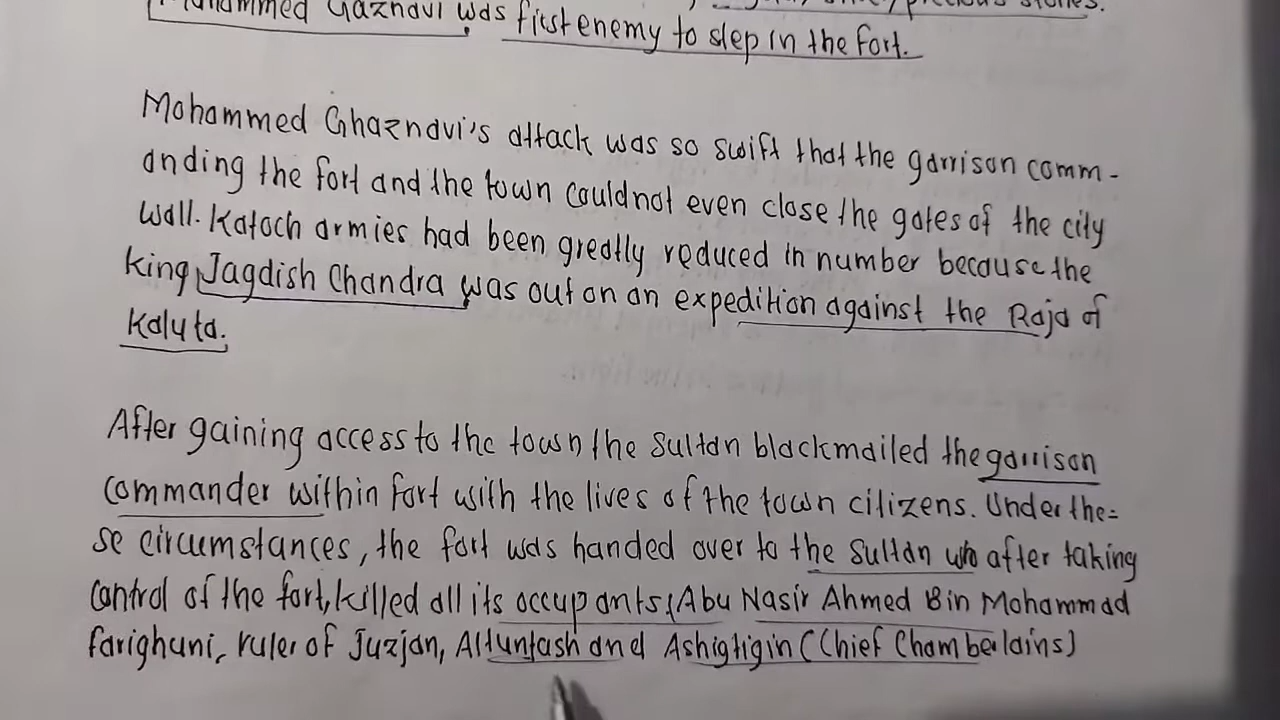 Muhammed Gaznavi was first enemy to step in the fort.
Mohammed Ghaznavi's attack was so swift that the garrison comm-
anding the fort and the town could not even close the gates of the city
wall. Katoch armies had been greatly reduced in number because the
king Jagdish Chandra was out on an expedition against the Raja of
Kaluta.
After gaining access to the town the Sultan blackmailed the garrison
commander within fort with the lives of the town citizens. Under the=
se circumstances, the fort was handed over to the Sultan who after taking
control of the fort, killed all its occupants. (Abu Nasir Ahmed Bin Mohammad
farighuni, ruler of Juzjan, Altuntash and Ashigtigin (Chief Chamberlains)